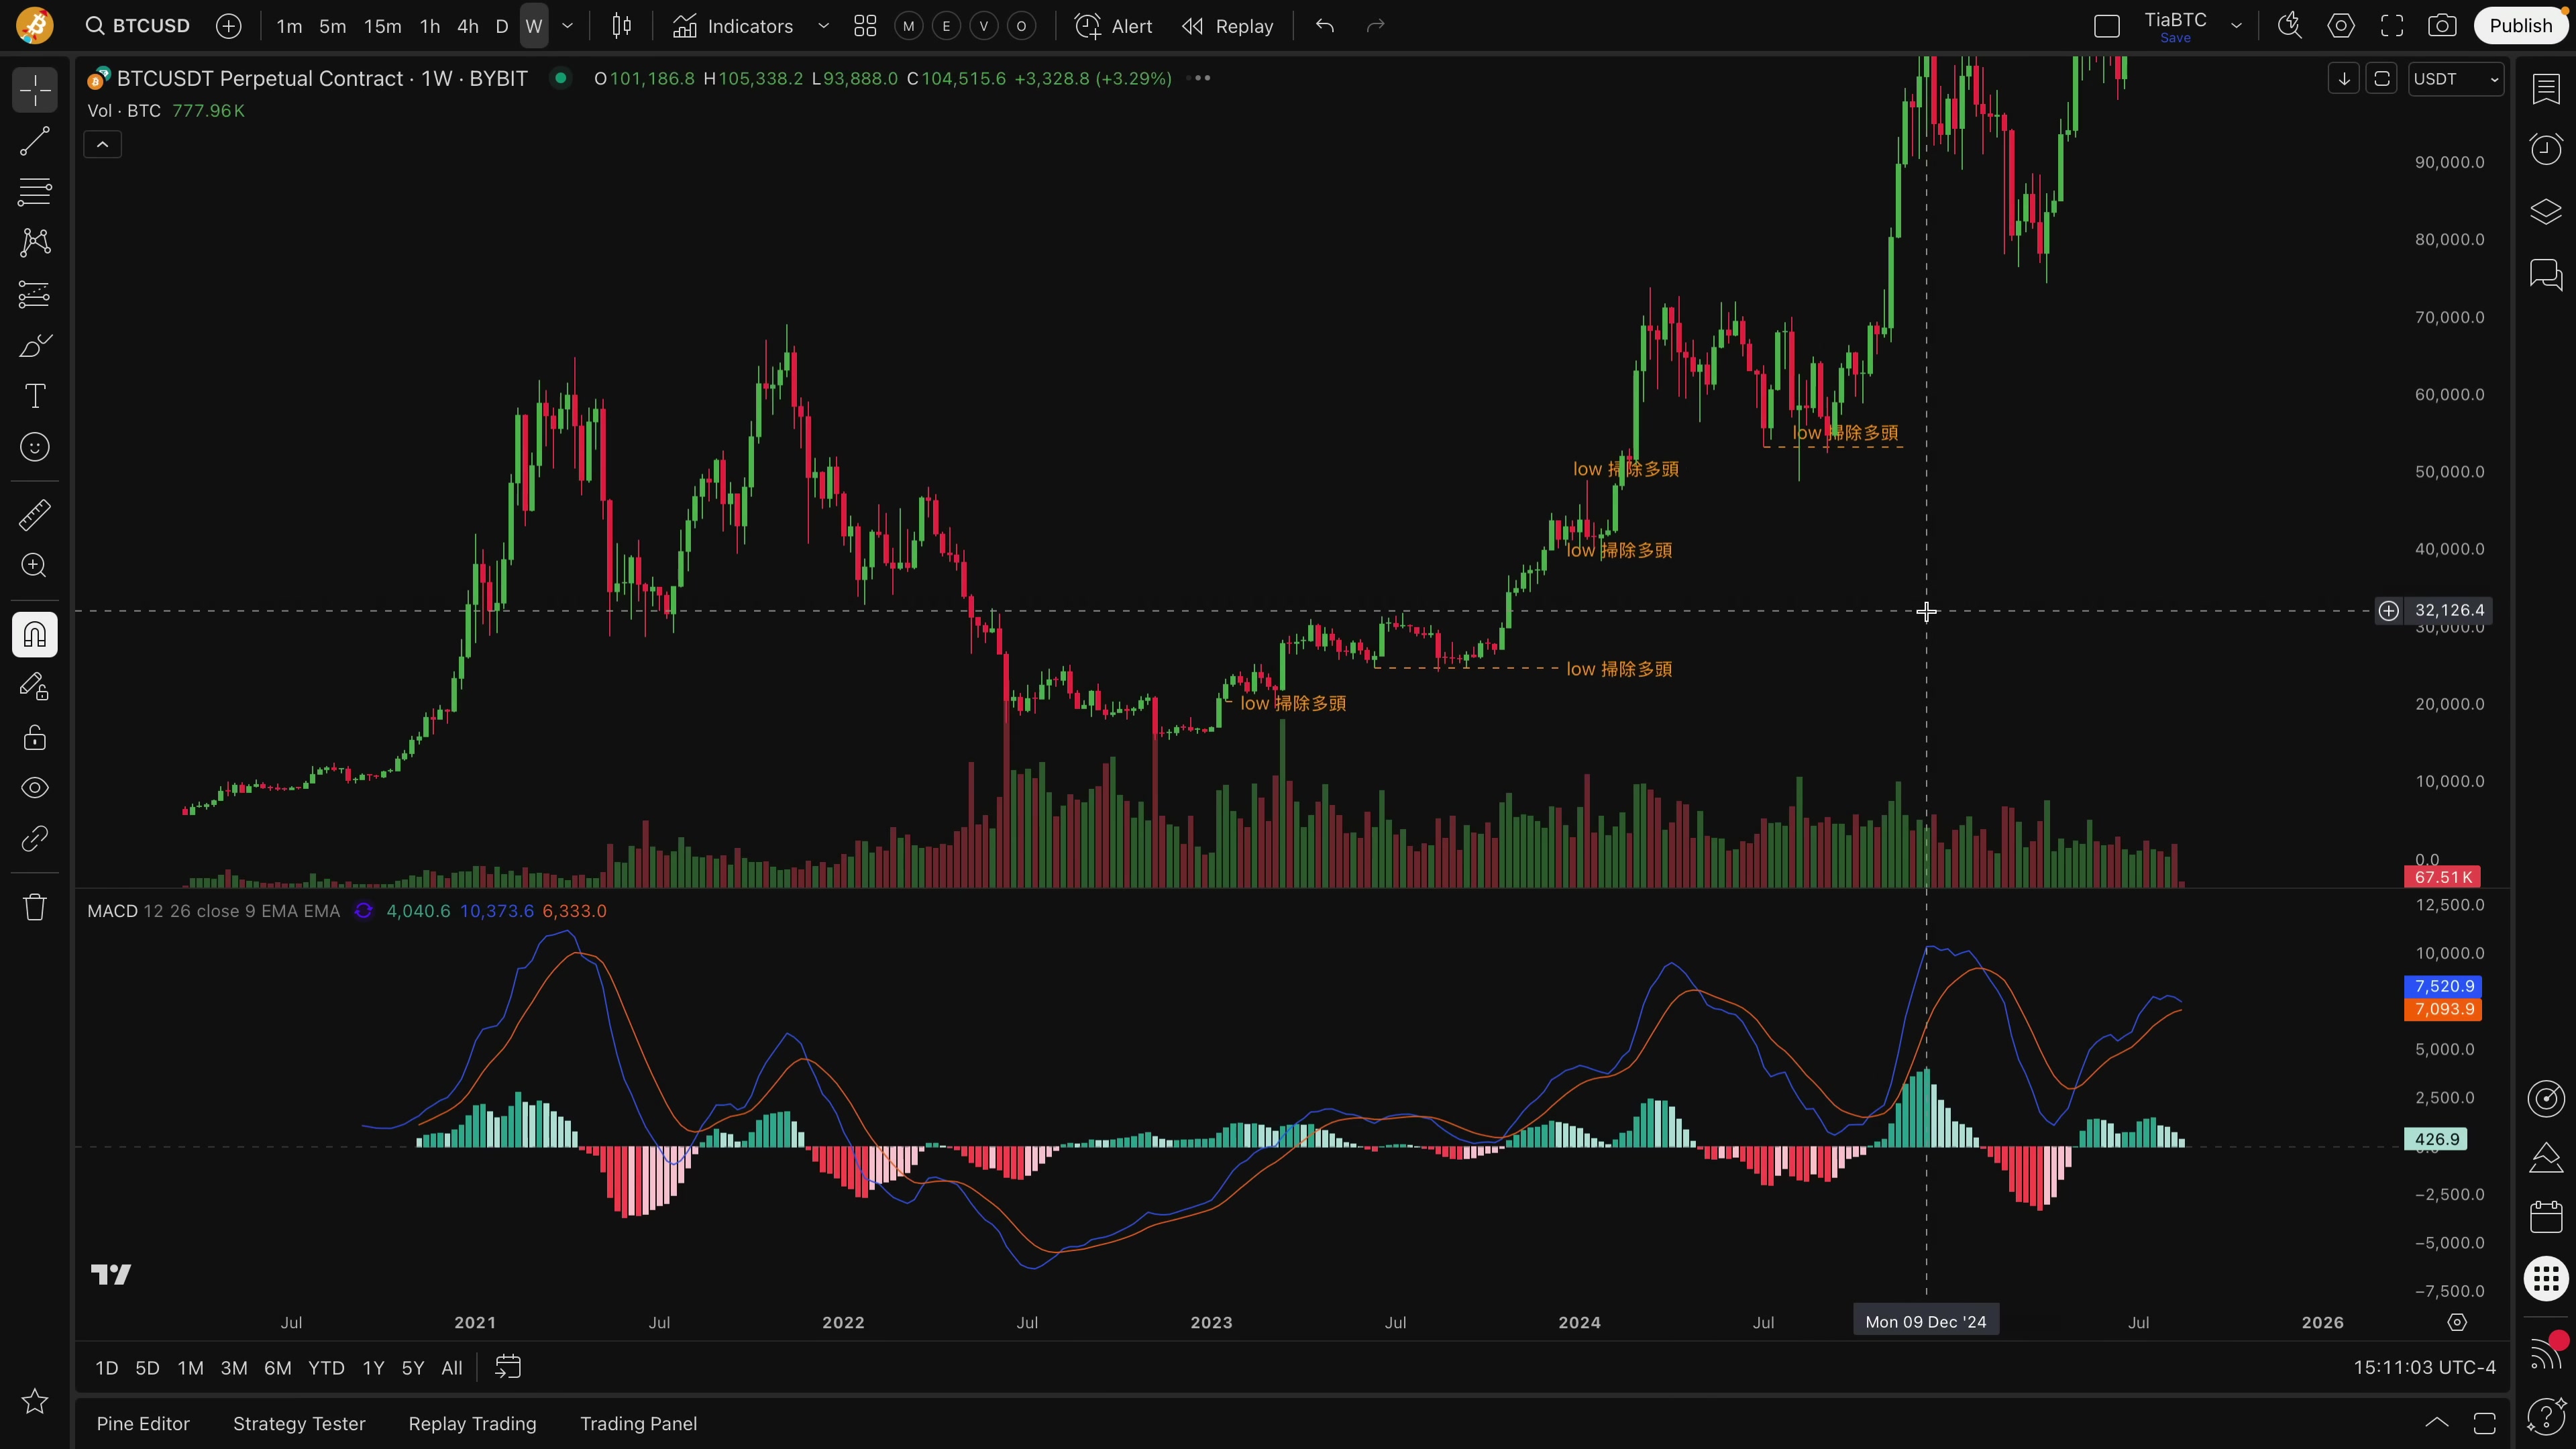 BTCUSD 1m 5m 15m 1h 4h D W Indicators M E V O Alert Replay TiaBTC Publish
Save
BTCUSDT Perpetual Contract · 1W · BYBIT O101,186.8 H105,338.2 L93,888.0 C104,515.6 +3,328.8 (+3.29%) USDT
Vol · BTC 777.96K
90,000.0
80,000.0
70,000.0
60,000.0
low 掃除多頭
low 掃除多頭
50,000.0
low 掃除多頭
40,000.0
32,126.4
30,000.0
low 掃除多頭
low 掃除多頭
20,000.0
10,000.0
0.0
67.51K
MACD 12 26 close 9 EMA EMA 4,040.6 10,373.6 6,333.0
12,500.0
10,000.0
7,520.9
7,093.9
5,000.0
2,500.0
426.9
−2,500.0
−5,000.0
−7,500.0
Jul 2021 Jul 2022 Jul 2023 Jul 2024 Jul Mon 09 Dec '24 Jul 2026
1D 5D 1M 3M 6M YTD 1Y 5Y All 15:11:03 UTC-4
Pine Editor Strategy Tester Replay Trading Trading Panel